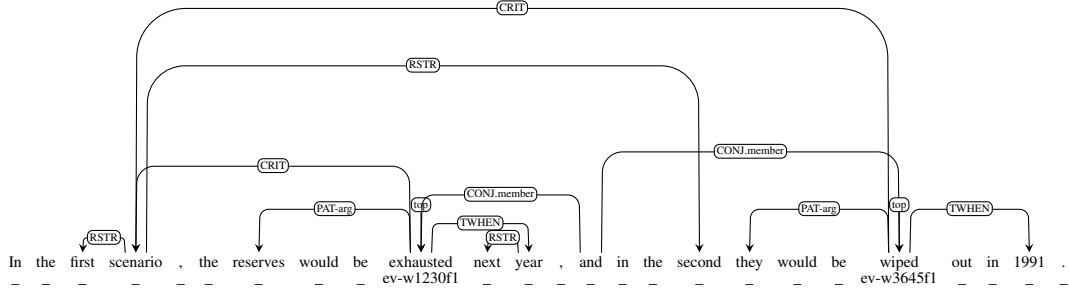 CRIT
RSTR
CONJ.member
CRIT
CONJ.member
PAT-arg top PAT-arg top TWHEN
TWHEN
RSTR RSTR
In the first scenario , the reserves would be exhausted next year , and in the second they would be wiped out in 1991 .
_ _ _ _ _ _ _ _ _ ev-w1230f1 _ _ _ _ _ _ _ _ _ _ ev-w3645f1 _ _ _ _